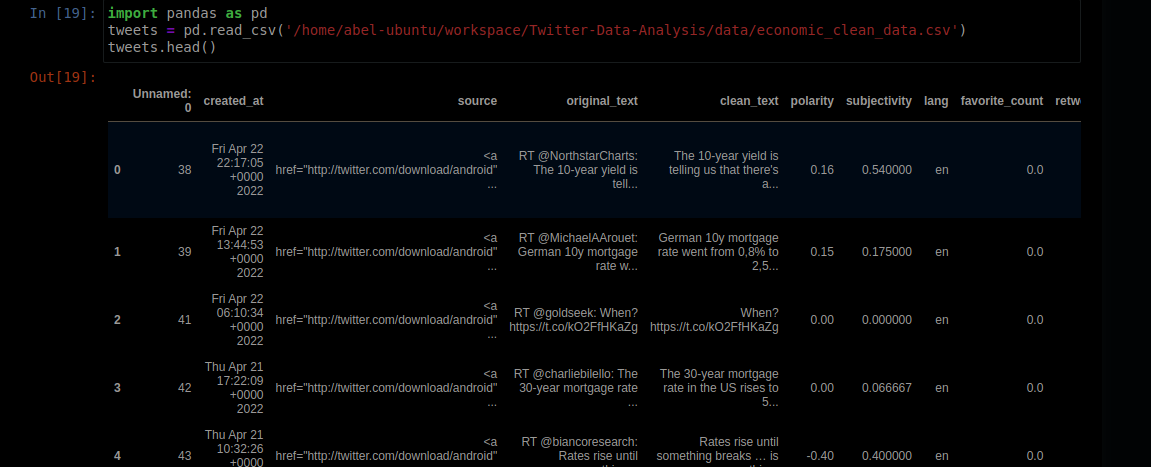 In [19]: import pandas as pd
tweets = pd.read_csv('/home/abel-ubuntu/workspace/Twitter-Data-Analysis/data/economic_clean_data.csv')
tweets.head()
Out[19]:
Unnamed:
0 created_at source original_text clean_text polarity subjectivity lang favorite_count retw
Fri Apr 22
22:17:05 <a RT @NorthstarCharts: The 10-year yield is
0 38 href="http://twitter.com/download/android" The 10-year yield is telling us that there's 0.16 0.540000 en 0.0
+0000 ... tell... a...
2022
Fri Apr 22
13:44:53 <a RT @MichaelAArouet: German 10y mortgage
1 39 href="http://twitter.com/download/android" German 10y mortgage rate went from 0,8% to 0.15 0.175000 en 0.0
+0000 ... rate w... 2,5...
2022
Fri Apr 22
06:10:34 <a RT @goldseek: When? When?
2 41 href="http://twitter.com/download/android" https://t.co/kO2FfHKaZg https://t.co/kO2FfHKaZg 0.00 0.000000 en 0.0
+0000 ...
2022
Thu Apr 21
17:22:09 <a RT @charliebilello: The The 30-year mortgage
3 42 href="http://twitter.com/download/android" 30-year mortgage rate rate in the US rises to 0.00 0.066667 en 0.0
+0000 ... ... 5...
2022
Thu Apr 21
10:32:26 <a RT @biancoresearch: Rates rise until
4 43 href="http://twitter.com/download/android" Rates rise until something breaks … is -0.40 0.400000 en 0.0
+0000